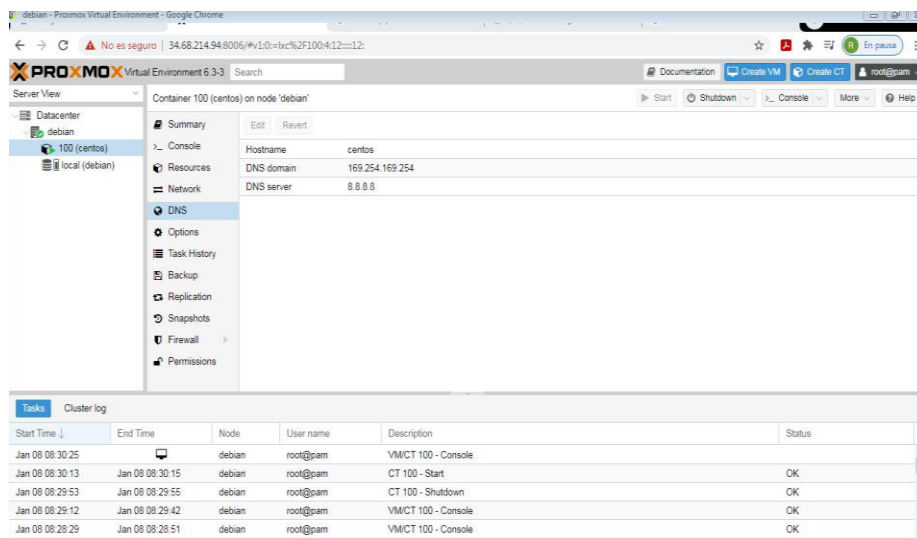 debian - Proxmox Virtual Environment - Google Chrome
No es seguro | 34.68.214.94:8006/#v1:0:=lxc%2F100:4:12::::12:
En pausa
PROXMOX Virtual Environment 6.3-3 Search
Documentation Create VM Create CT root@pam
Server View
Container 100 (centos) on node 'debian'
Start Shutdown >_ Console More Help
Datacenter
debian
100 (centos)
local (debian)
Summary
>_ Console
Resources
Network
DNS
Options
Task History
Backup
Replication
Snapshots
Firewall
Permissions
Edit Revert
Hostname centos
DNS domain 169.254.169.254
DNS server 8.8.8.8
Tasks Cluster log
Start Time ↓ End Time Node User name Description Status
Jan 08 08:30:25 debian root@pam VM/CT 100 - Console
Jan 08 08:30:13 Jan 08 08:30:15 debian root@pam CT 100 - Start OK
Jan 08 08:29:53 Jan 08 08:29:55 debian root@pam CT 100 - Shutdown OK
Jan 08 08:29:12 Jan 08 08:29:42 debian root@pam VM/CT 100 - Console OK
Jan 08 08:28:29 Jan 08 08:28:51 debian root@pam VM/CT 100 - Console OK